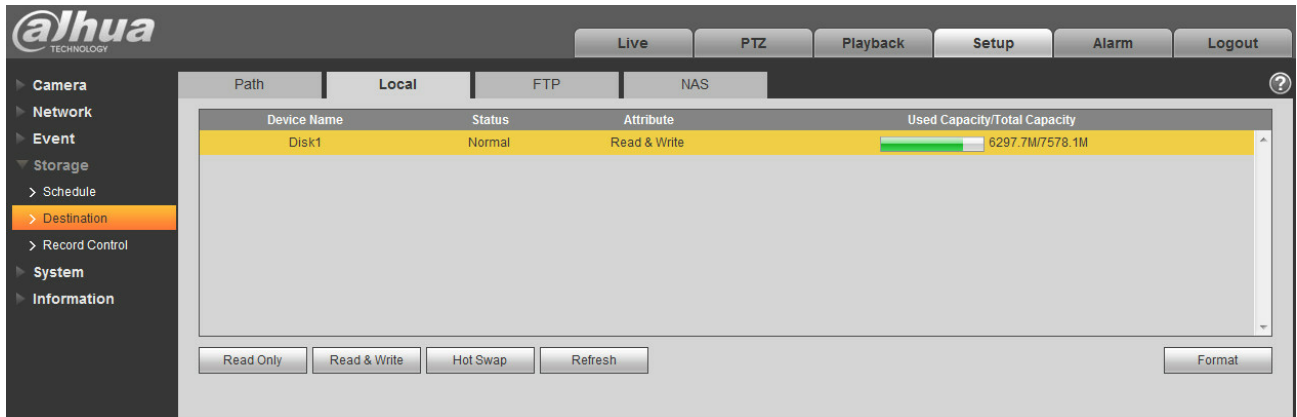 alhua
TECHNOLOGY
Live PTZ Playback Setup Alarm Logout
Camera
Network
Event
Storage
Schedule
Destination
Record Control
System
Information
Path Local FTP NAS ?
Device Name Status Attribute Used Capacity/Total Capacity
Disk1 Normal Read & Write 6297.7M/7578.1M
Read Only Read & Write Hot Swap Refresh Format